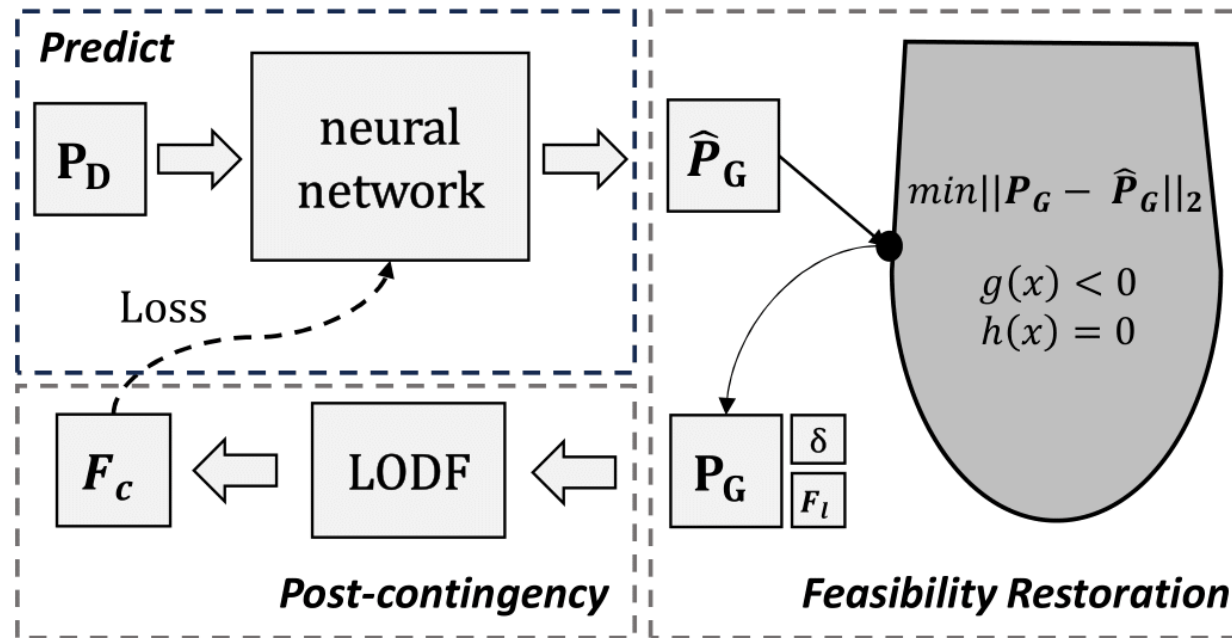 Predict
P_D
neural
network
Loss
P̂_G
min||P_G − P̂_G||_2
g(x) < 0
h(x) = 0
F_c
LODF
P_G
δ
F_l
Post-contingency
Feasibility Restoration